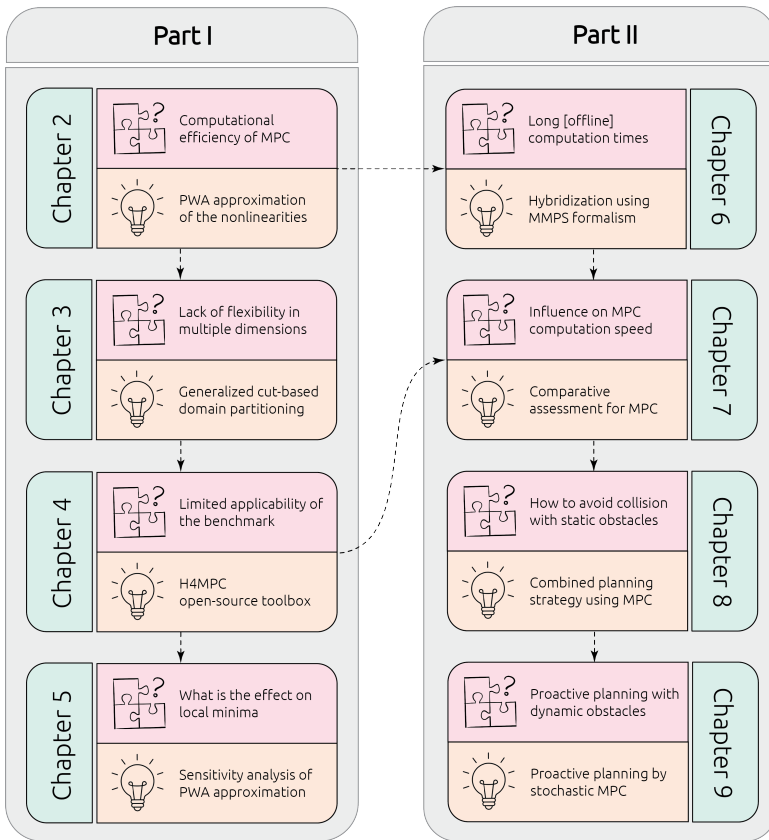 Part I
Chapter 2
?
Computational
efficiency of MPC
PWA approximation
of the nonlinearities
Chapter 3
?
Lack of flexibility in
multiple dimensions
Generalized cut-based
domain partitioning
Chapter 4
?
Limited applicability of
the benchmark
H4MPC
open-source toolbox
Chapter 5
?
What is the effect on
local minima
Sensitivity analysis of
PWA approximation
Part II
?
Long [offline]
computation times
Hybridization using
MMPS formalism
Chapter 6
?
Influence on MPC
computation speed
Comparative
assessment for MPC
Chapter 7
?
How to avoid collision
with static obstacles
Combined planning
strategy using MPC
Chapter 8
?
Proactive planning with
dynamic obstacles
Proactive planning by
stochastic MPC
Chapter 9